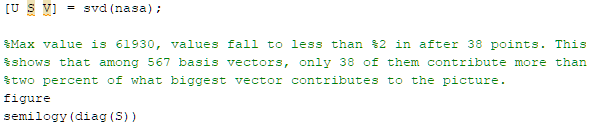 [U S V] = svd(nasa);
%Max value is 61930, values fall to less than %2 in after 38 points. This
%shows that among 567 basis vectors, only 38 of them contribute more than
%two percent of what biggest vector contributes to the picture.
figure
semilogy(diag(S))